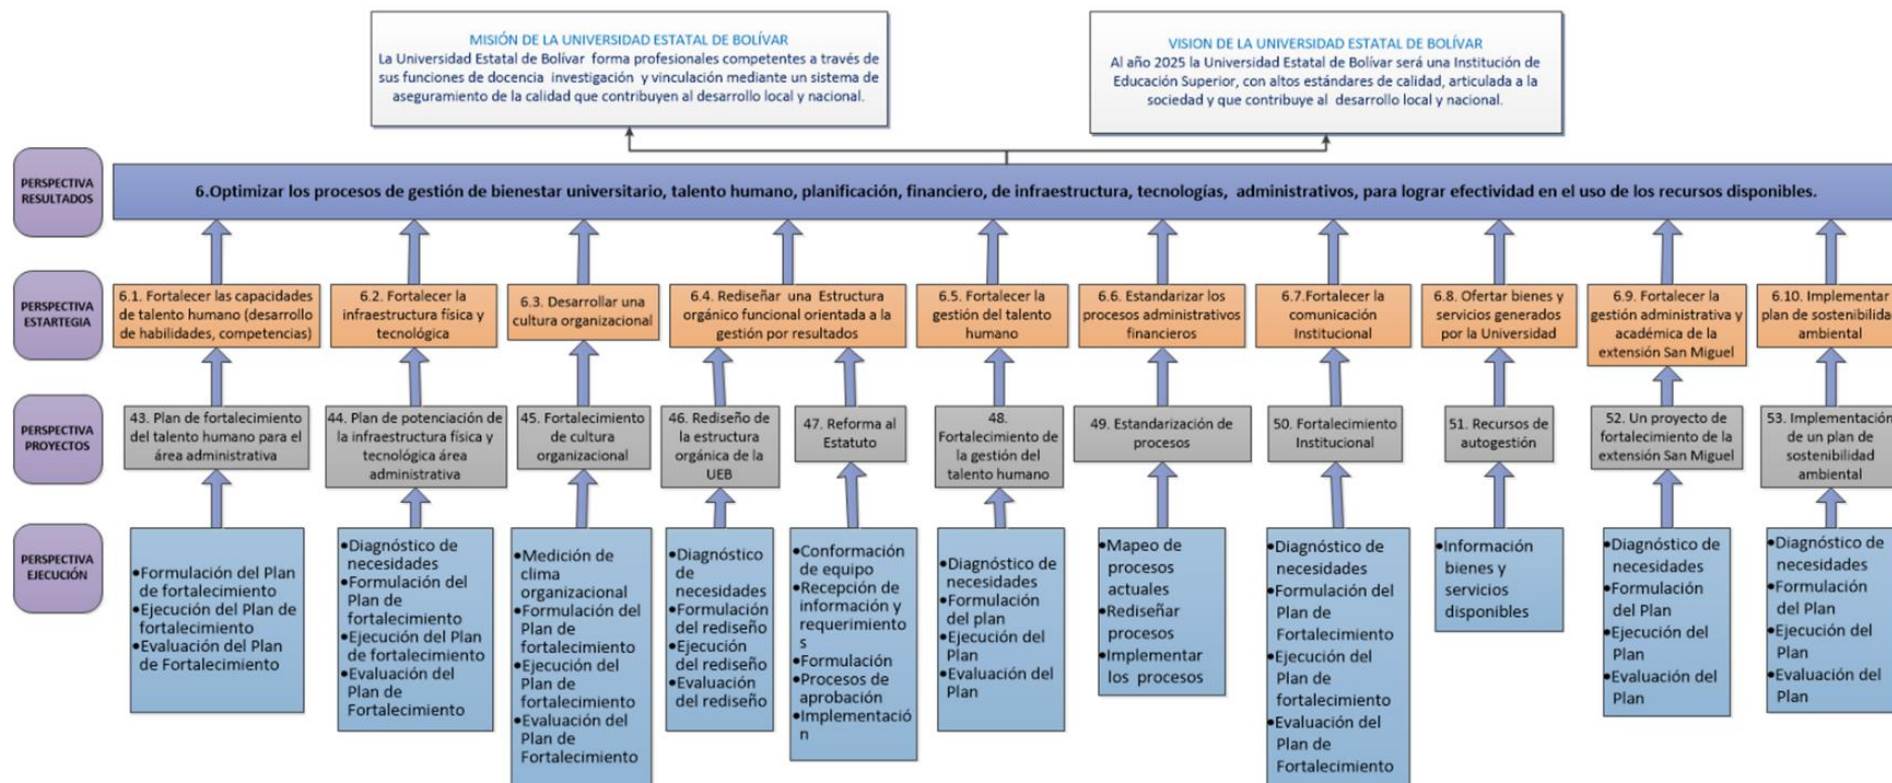 MISIÓN DE LA UNIVERSIDAD ESTATAL DE BOLÍVAR
La Universidad Estatal de Bolívar forma profesionales competentes a través de
sus funciones de docencia investigación y vinculación mediante un sistema de
aseguramiento de la calidad que contribuyen al desarrollo local y nacional.
VISION DE LA UNIVERSIDAD ESTATAL DE BOLÍVAR
Al año 2025 la Universidad Estatal de Bolívar será una Institución de
Educación Superior, con altos estándares de calidad, articulada a la
sociedad y que contribuye al desarrollo local y nacional.
PERSPECTIVA
RESULTADOS
6.Optimizar los procesos de gestión de bienestar universitario, talento humano, planificación, financiero, de infraestructura, tecnologías, administrativos, para lograr efectividad en el uso de los recursos disponibles.
PERSPECTIVA
ESTARTEGIA
6.1. Fortalecer las capacidades
de talento humano (desarrollo
de habilidades, competencias)
6.2. Fortalecer la
infraestructura física y
tecnológica
6.3. Desarrollar una
cultura organizacional
6.4. Rediseñar una Estructura
orgánico funcional orientada a la
gestión por resultados
6.5. Fortalecer la
gestión del talento
humano
6.6. Estandarizar los
procesos administrativos
financieros
6.7.Fortalecer la
comunicación
Institucional
6.8. Ofertar bienes y
servicios generados
por la Universidad
6.9. Fortalecer la
gestión administrativa y
académica de la
extensión San Miguel
6.10. Implementar
plan de sostenibilidad
ambiental
PERSPECTIVA
PROYECTOS
43. Plan de fortalecimiento
del talento humano para el
área administrativa
44. Plan de potenciación de
la infraestructura física y
tecnológica área
administrativa
45. Fortalecimiento
de cultura
organizacional
46. Rediseño de
la estructura
orgánica de la
UEB
47. Reforma al
Estatuto
48.
Fortalecimiento de
la gestión del
talento humano
49. Estandarización de
procesos
50. Fortalecimiento
Institucional
51. Recursos de
autogestión
52. Un proyecto de
fortalecimiento de la
extensión San Miguel
53. Implementación
de un plan de
sostenibilidad
ambiental
PERSPECTIVA
EJECUCIÓN
•Formulación del Plan
de fortalecimiento
•Ejecución del Plan de
fortalecimiento
•Evaluación del Plan
de Fortalecimiento
•Diagnóstico de
necesidades
•Formulación del
Plan de
fortalecimiento
•Ejecución del Plan
de fortalecimiento
•Evaluación del
Plan de
Fortalecimiento
•Medición de
clima
organizacional
•Formulación del
Plan de
fortalecimiento
•Ejecución del
Plan de
fortalecimiento
•Evaluación del
Plan de
Fortalecimiento
•Diagnóstico
de
necesidades
•Formulación
del rediseño
•Ejecución
del rediseño
•Evaluación
del rediseño
•Conformación
de equipo
•Recepción de
información y
requerimiento
s
•Formulación
•Procesos de
aprobación
•Implementació
n
•Diagnóstico de
necesidades
•Formulación
del plan
•Ejecución del
Plan
•Evaluación del
Plan
•Mapeo de
procesos
actuales
•Rediseñar
procesos
•Implementar
los procesos
•Diagnóstico de
necesidades
•Formulación del
Plan de
Fortalecimiento
•Ejecución del
Plan de
fortalecimiento
•Evaluación del
Plan de
Fortalecimiento
•Información
bienes y
servicios
disponibles
•Diagnóstico de
necesidades
•Formulación
del Plan
•Ejecución del
Plan
•Evaluación del
Plan
•Diagnóstico de
necesidades
•Formulación
del Plan
•Ejecución del
Plan
•Evaluación del
Plan